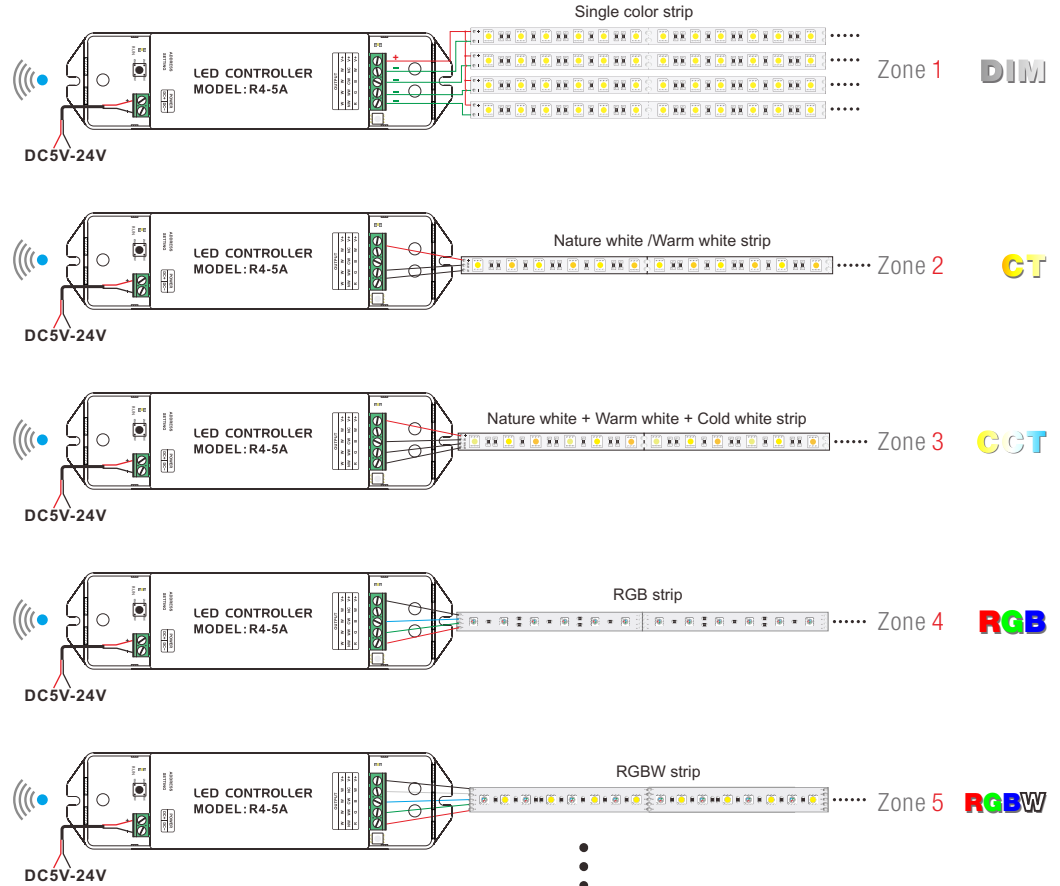 Single color strip
LED CONTROLLER
MODEL:R4-5A
DC5V-24V
Zone 1
DIM
Nature white /Warm white strip
LED CONTROLLER
MODEL:R4-5A
DC5V-24V
Zone 2
CT
Nature white + Warm white + Cold white strip
LED CONTROLLER
MODEL:R4-5A
DC5V-24V
Zone 3
CCT
RGB strip
LED CONTROLLER
MODEL:R4-5A
DC5V-24V
Zone 4
RGB
RGBW strip
LED CONTROLLER
MODEL:R4-5A
DC5V-24V
Zone 5
RGBW